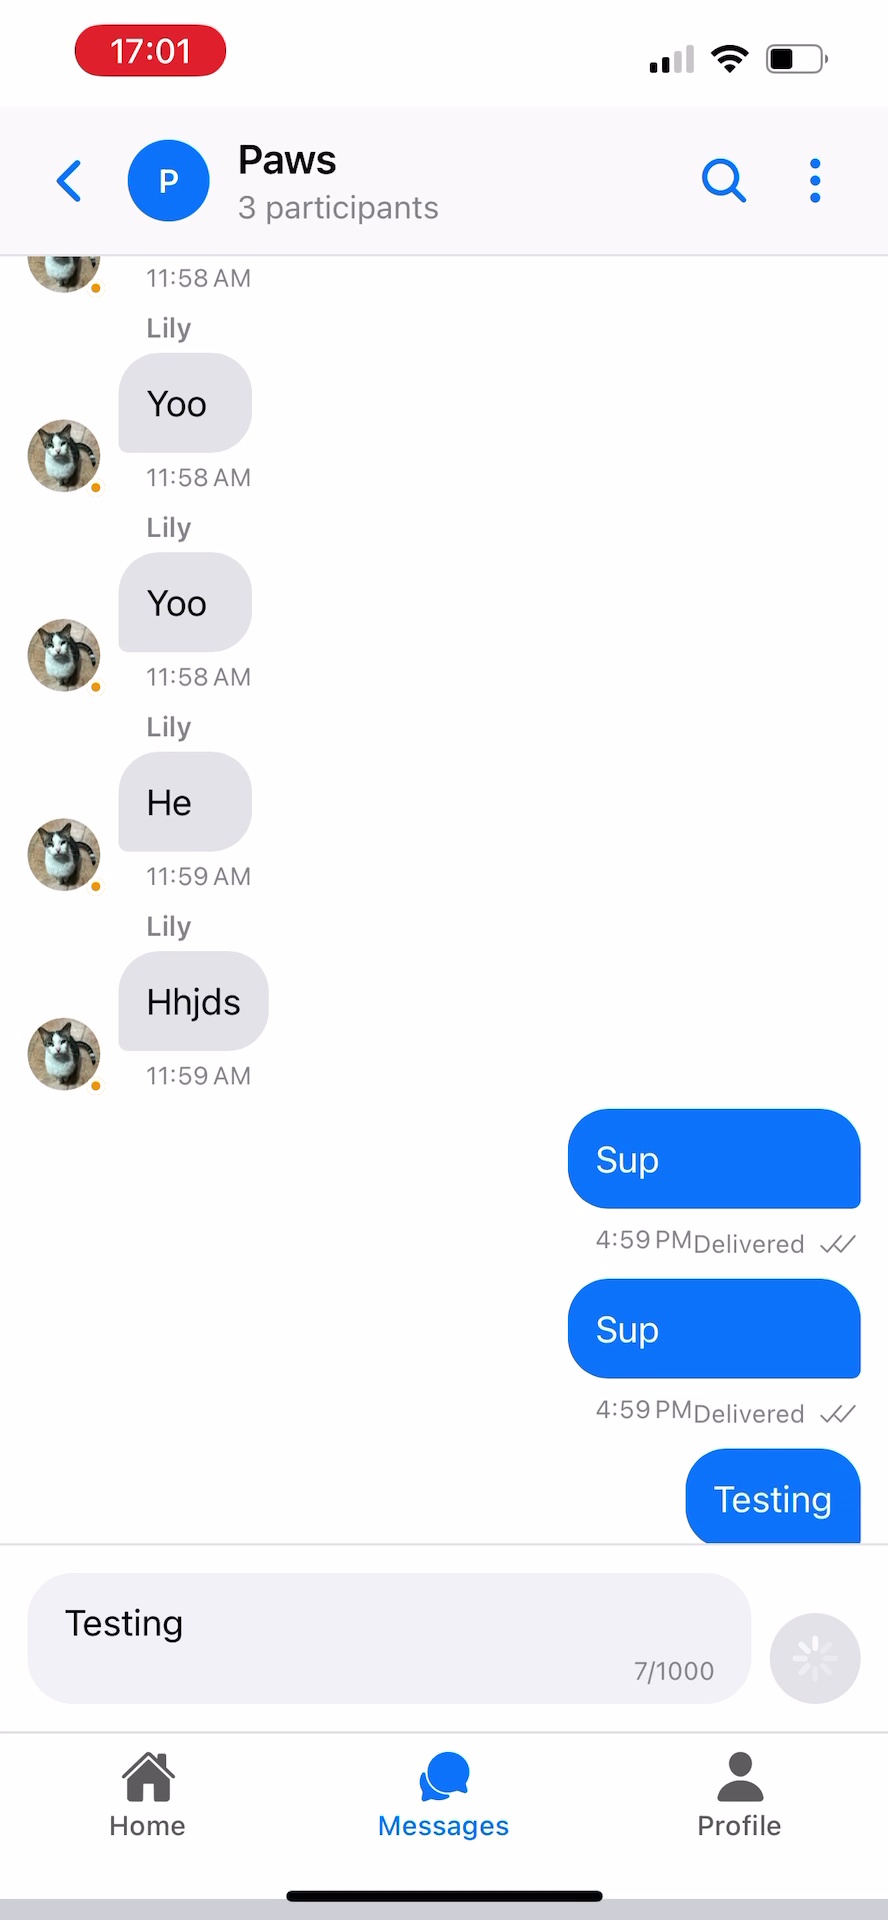 17:01
P
Paws
3 participants
11:58 AM
Lily
Yoo
11:58 AM
Lily
Yoo
11:58 AM
Lily
He
11:59 AM
Lily
Hhjds
11:59 AM
Sup
4:59 PM Delivered
Sup
4:59 PM Delivered
Testing
Testing
7/1000
Home Messages Profile